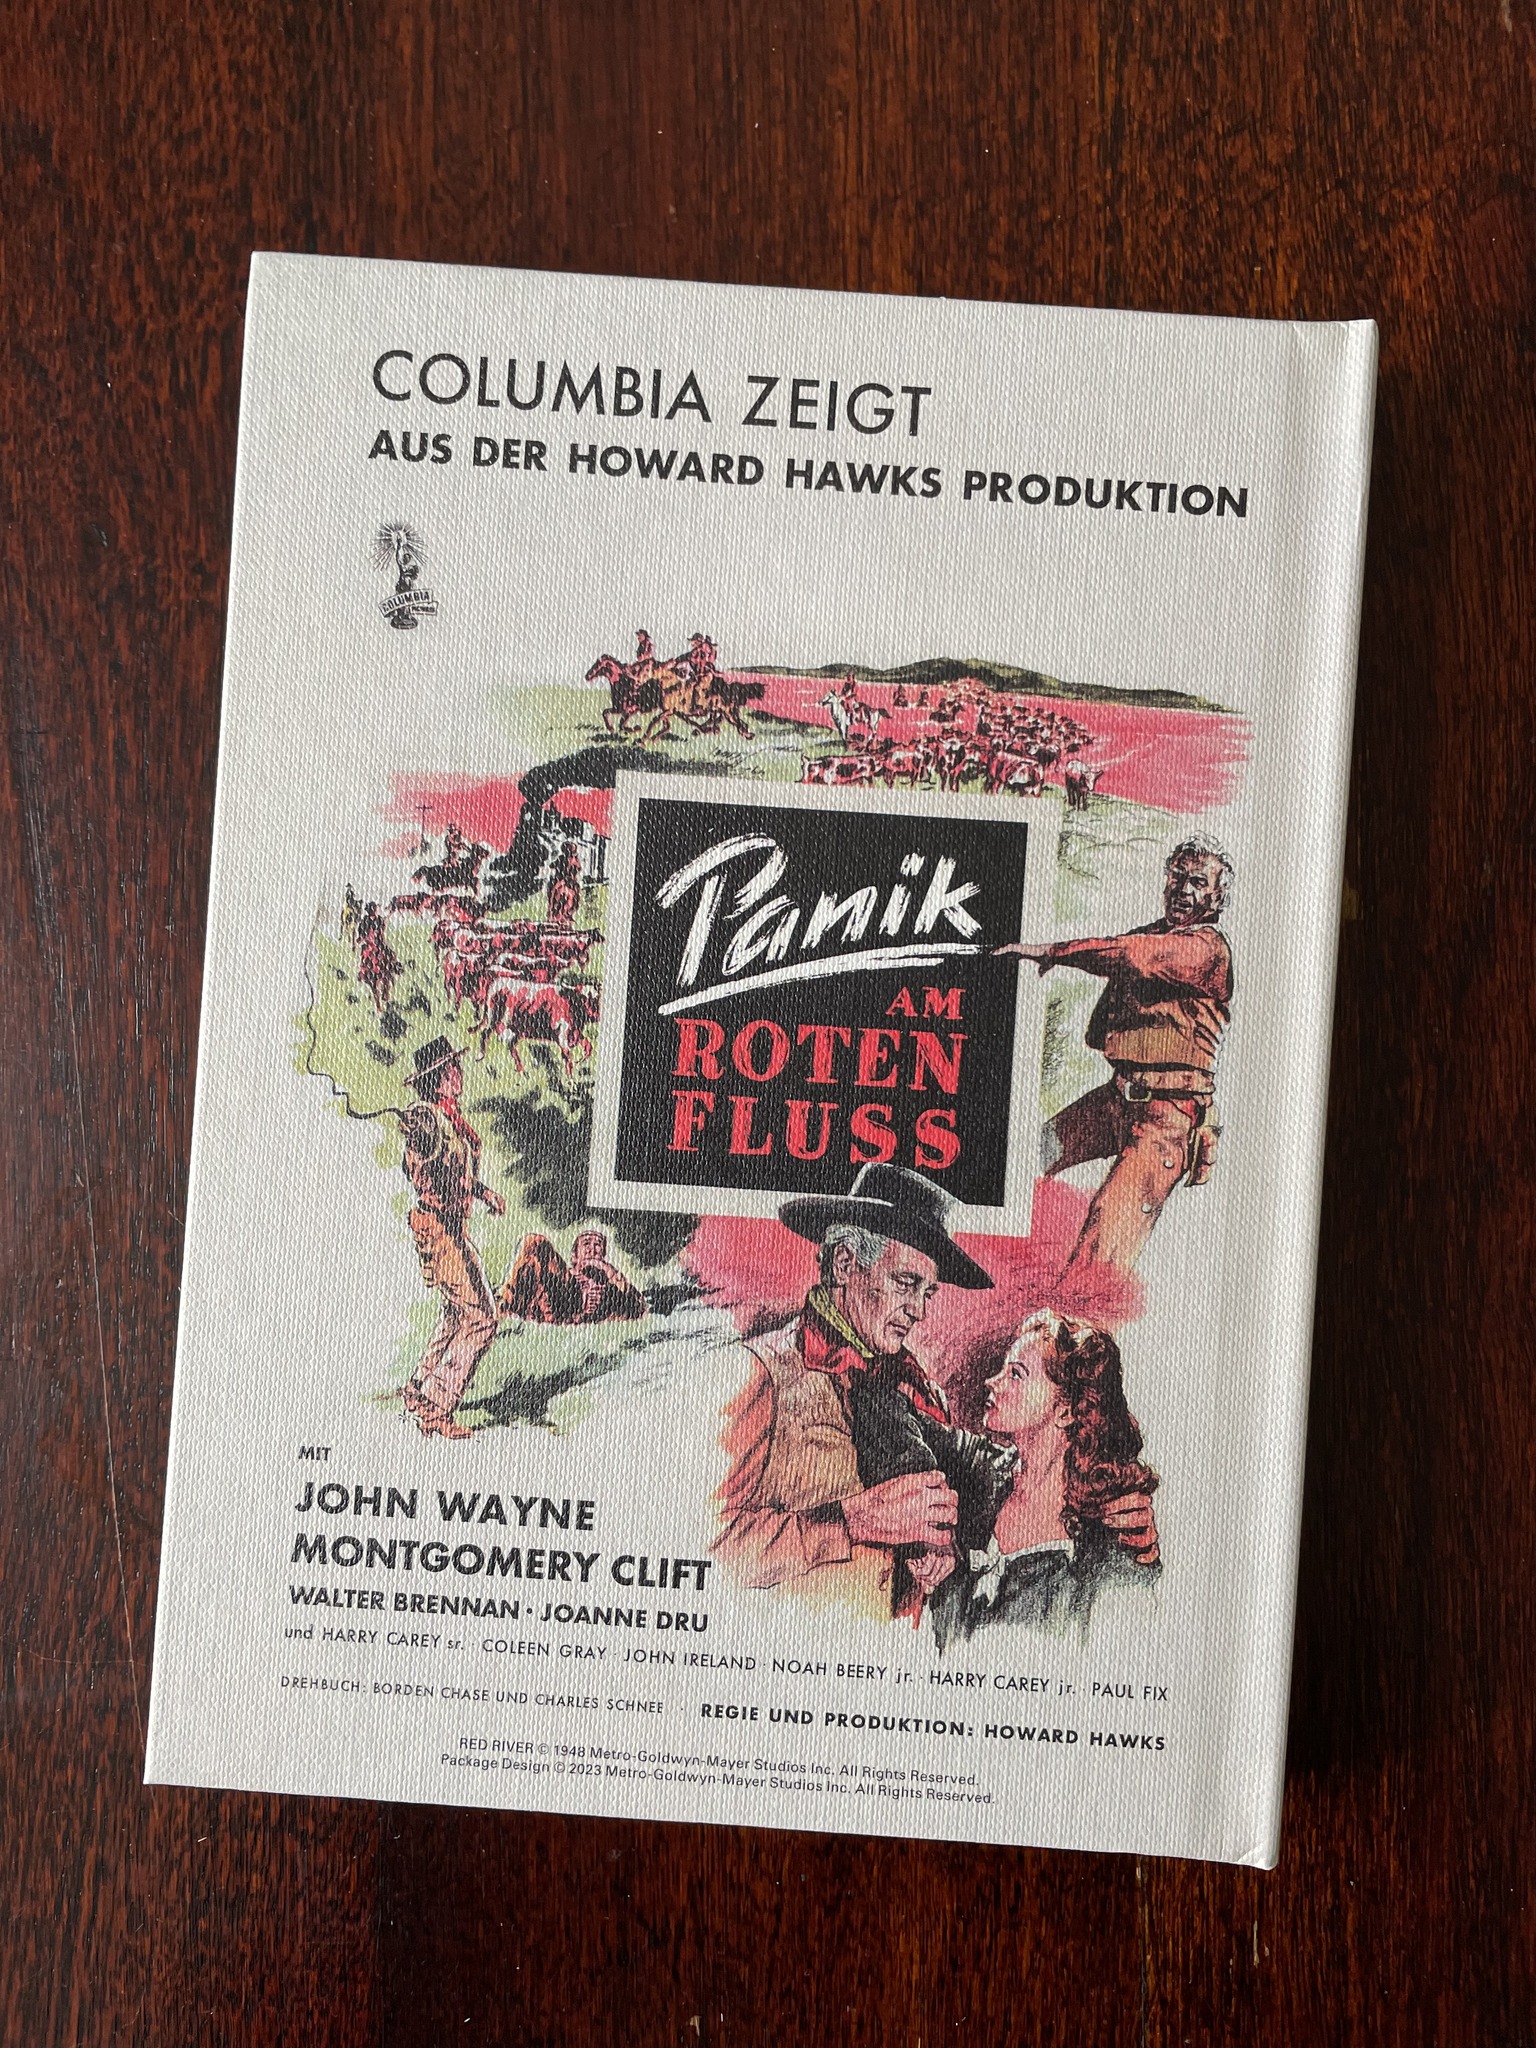 COLUMBIA ZEIGT
AUS DER HOWARD HAWKS PRODUKTION
COLUMBIA
PICTURES
Panik
AM
ROTEN
FLUSS
MIT
JOHN WAYNE
MONTGOMERY CLIFT
WALTER BRENNAN · JOANNE DRU
und HARRY CAREY sr. · COLEEN GRAY · JOHN IRELAND · NOAH BEERY jr. · HARRY CAREY jr. · PAUL FIX
DREHBUCH: BORDEN CHASE UND CHARLES SCHNEE · REGIE UND PRODUKTION: HOWARD HAWKS
RED RIVER © 1948 Metro-Goldwyn-Mayer Studios Inc. All Rights Reserved.
Package Design © 2023 Metro-Goldwyn-Mayer Studios Inc. All Rights Reserved.